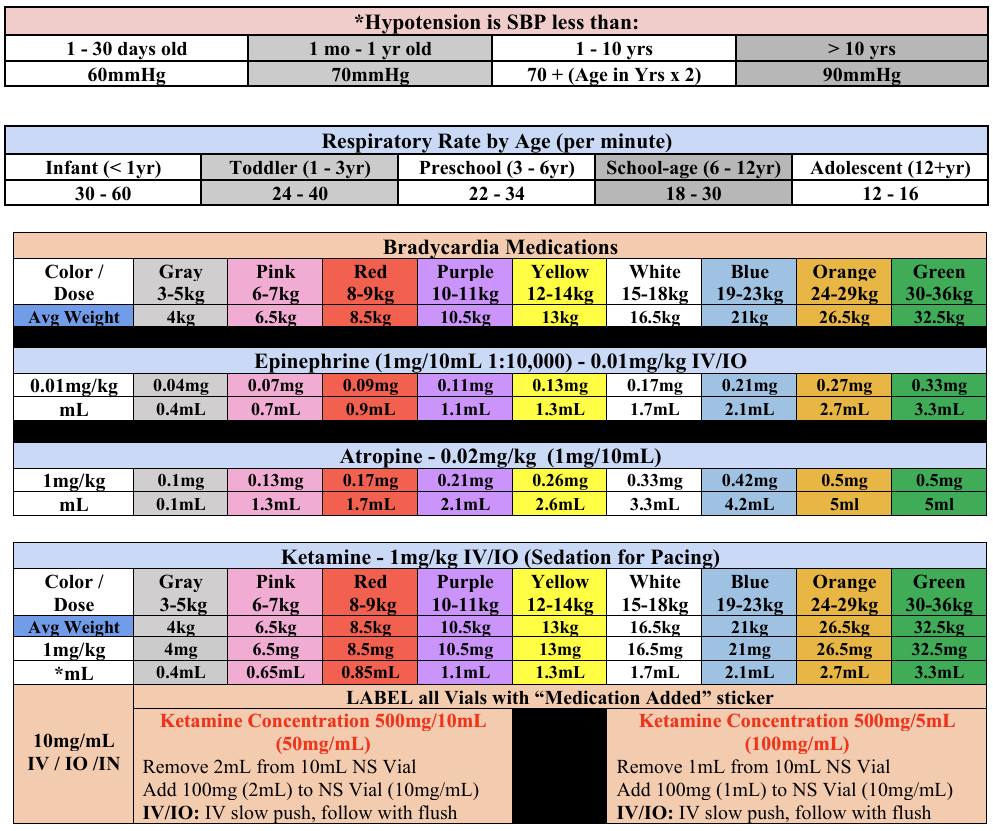 *Hypotension is SBP less than:
1 - 30 days old 1 mo - 1 yr old 1 - 10 yrs > 10 yrs
60mmHg 70mmHg 70 + (Age in Yrs x 2) 90mmHg
Respiratory Rate by Age (per minute)
Infant (< 1yr) Toddler (1 - 3yr) Preschool (3 - 6yr) School-age (6 - 12yr) Adolescent (12+yr)
30 - 60 24 - 40 22 - 34 18 - 30 12 - 16
Bradycardia Medications
Color / Gray Pink Red Purple Yellow White Blue Orange Green
Dose 3-5kg 6-7kg 8-9kg 10-11kg 12-14kg 15-18kg 19-23kg 24-29kg 30-36kg
Avg Weight 4kg 6.5kg 8.5kg 10.5kg 13kg 16.5kg 21kg 26.5kg 32.5kg
Epinephrine (1mg/10mL 1:10,000) - 0.01mg/kg IV/IO
0.01mg/kg 0.04mg 0.07mg 0.09mg 0.11mg 0.13mg 0.17mg 0.21mg 0.27mg 0.33mg
mL 0.4mL 0.7mL 0.9mL 1.1mL 1.3mL 1.7mL 2.1mL 2.7mL 3.3mL
Atropine - 0.02mg/kg (1mg/10mL)
1mg/kg 0.1mg 0.13mg 0.17mg 0.21mg 0.26mg 0.33mg 0.42mg 0.5mg 0.5mg
mL 0.1mL 1.3mL 1.7mL 2.1mL 2.6mL 3.3mL 4.2mL 5ml 5ml
Ketamine - 1mg/kg IV/IO (Sedation for Pacing)
Color / Gray Pink Red Purple Yellow White Blue Orange Green
Dose 3-5kg 6-7kg 8-9kg 10-11kg 12-14kg 15-18kg 19-23kg 24-29kg 30-36kg
Avg Weight 4kg 6.5kg 8.5kg 10.5kg 13kg 16.5kg 21kg 26.5kg 32.5kg
1mg/kg 4mg 6.5mg 8.5mg 10.5mg 13mg 16.5mg 21mg 26.5mg 32.5mg
*mL 0.4mL 0.65mL 0.85mL 1.1mL 1.3mL 1.7mL 2.1mL 2.7mL 3.3mL
10mg/mL
IV / IO /IN
LABEL all Vials with “Medication Added” sticker
Ketamine Concentration 500mg/10mL
(50mg/mL)
Remove 2mL from 10mL NS Vial
Add 100mg (2mL) to NS Vial (10mg/mL)
IV/IO: IV slow push, follow with flush
Ketamine Concentration 500mg/5mL
(100mg/mL)
Remove 1mL from 10mL NS Vial
Add 100mg (1mL) to NS Vial (10mg/mL)
IV/IO: IV slow push, follow with flush